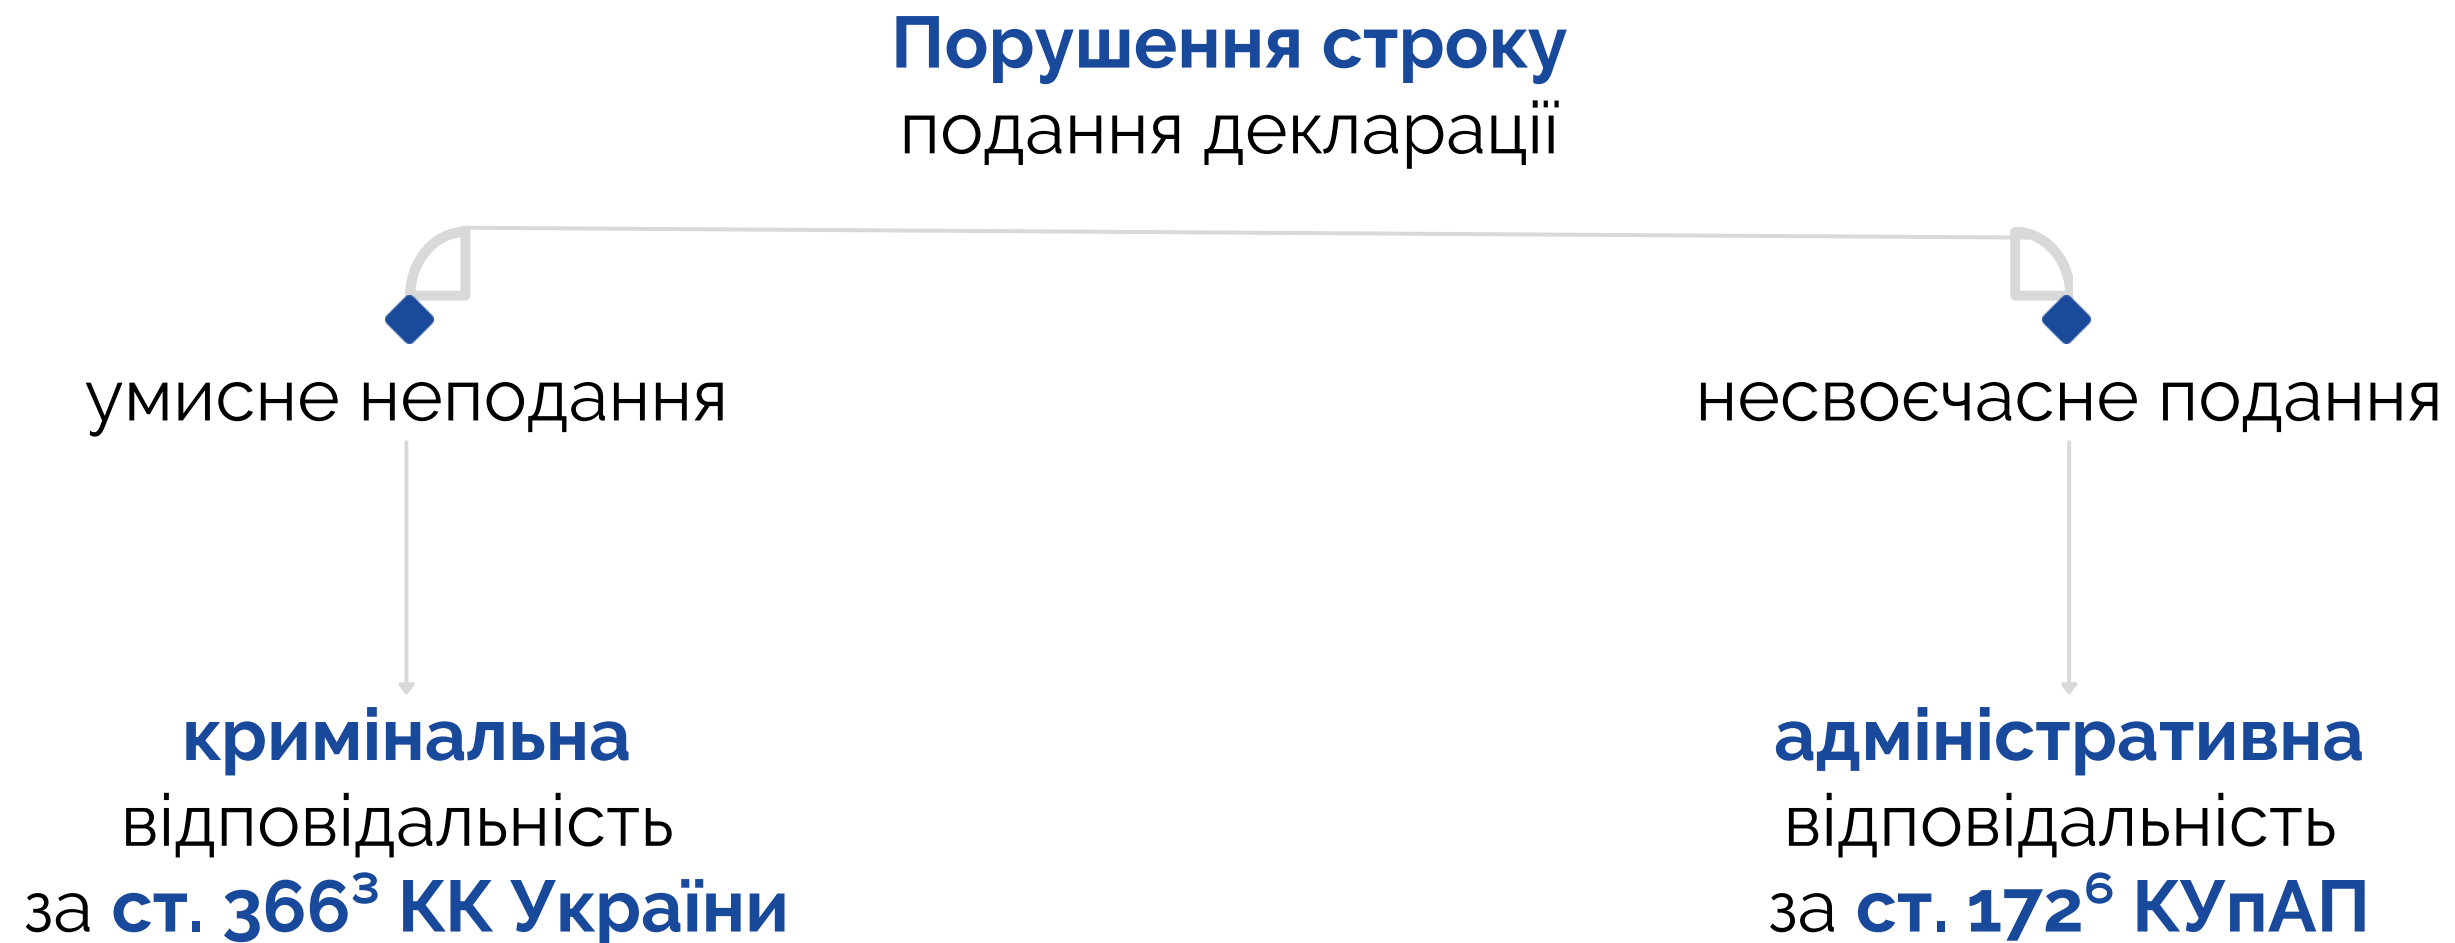 Порушення строку
подання декларації
умисне неподання
несвоєчасне подання
кримінальна
відповідальність
за ст. 366³ КК України
адміністративна
відповідальність
за ст. 172⁶ КУпАП